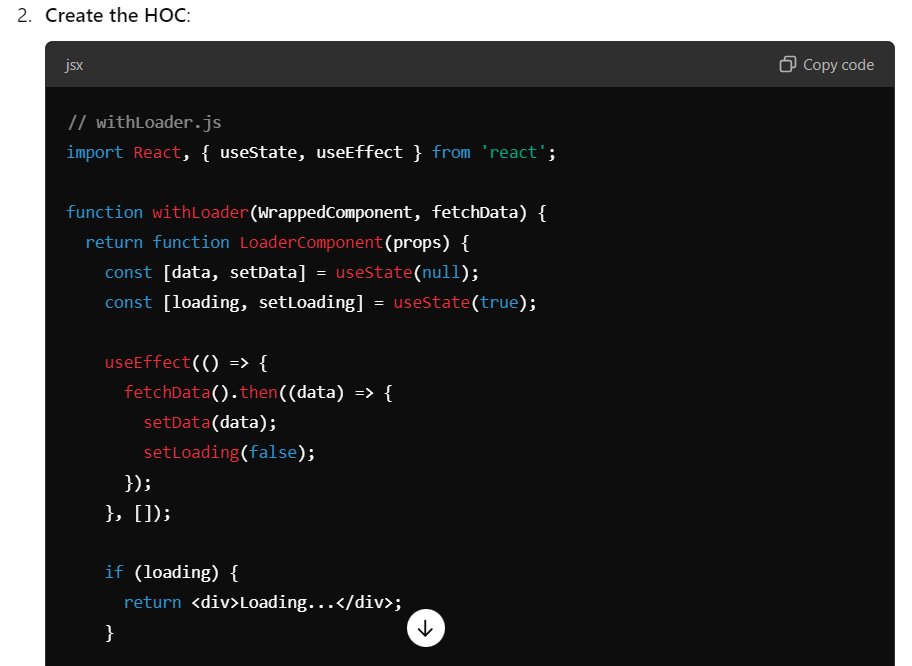 2. Create the HOC:
jsx
Copy code
// withLoader.js
import React, { useState, useEffect } from 'react';
function withLoader(WrappedComponent, fetchData) {
return function LoaderComponent(props) {
const [data, setData] = useState(null);
const [loading, setLoading] = useState(true);
useEffect(() => {
fetchData().then((data) => {
setData(data);
setLoading(false);
});
}, []);
if (loading) {
return <div>Loading...</div>;
}